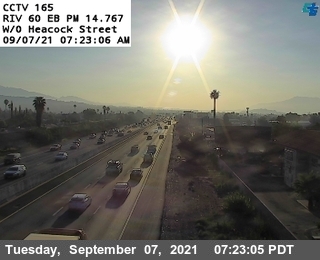 CCTV 165
RIV 60 EB PM 14.767
W/O Heacock Street
09/07/21 07:23:06 AM
Tuesday, September 07, 2021 07:23:05 PDT